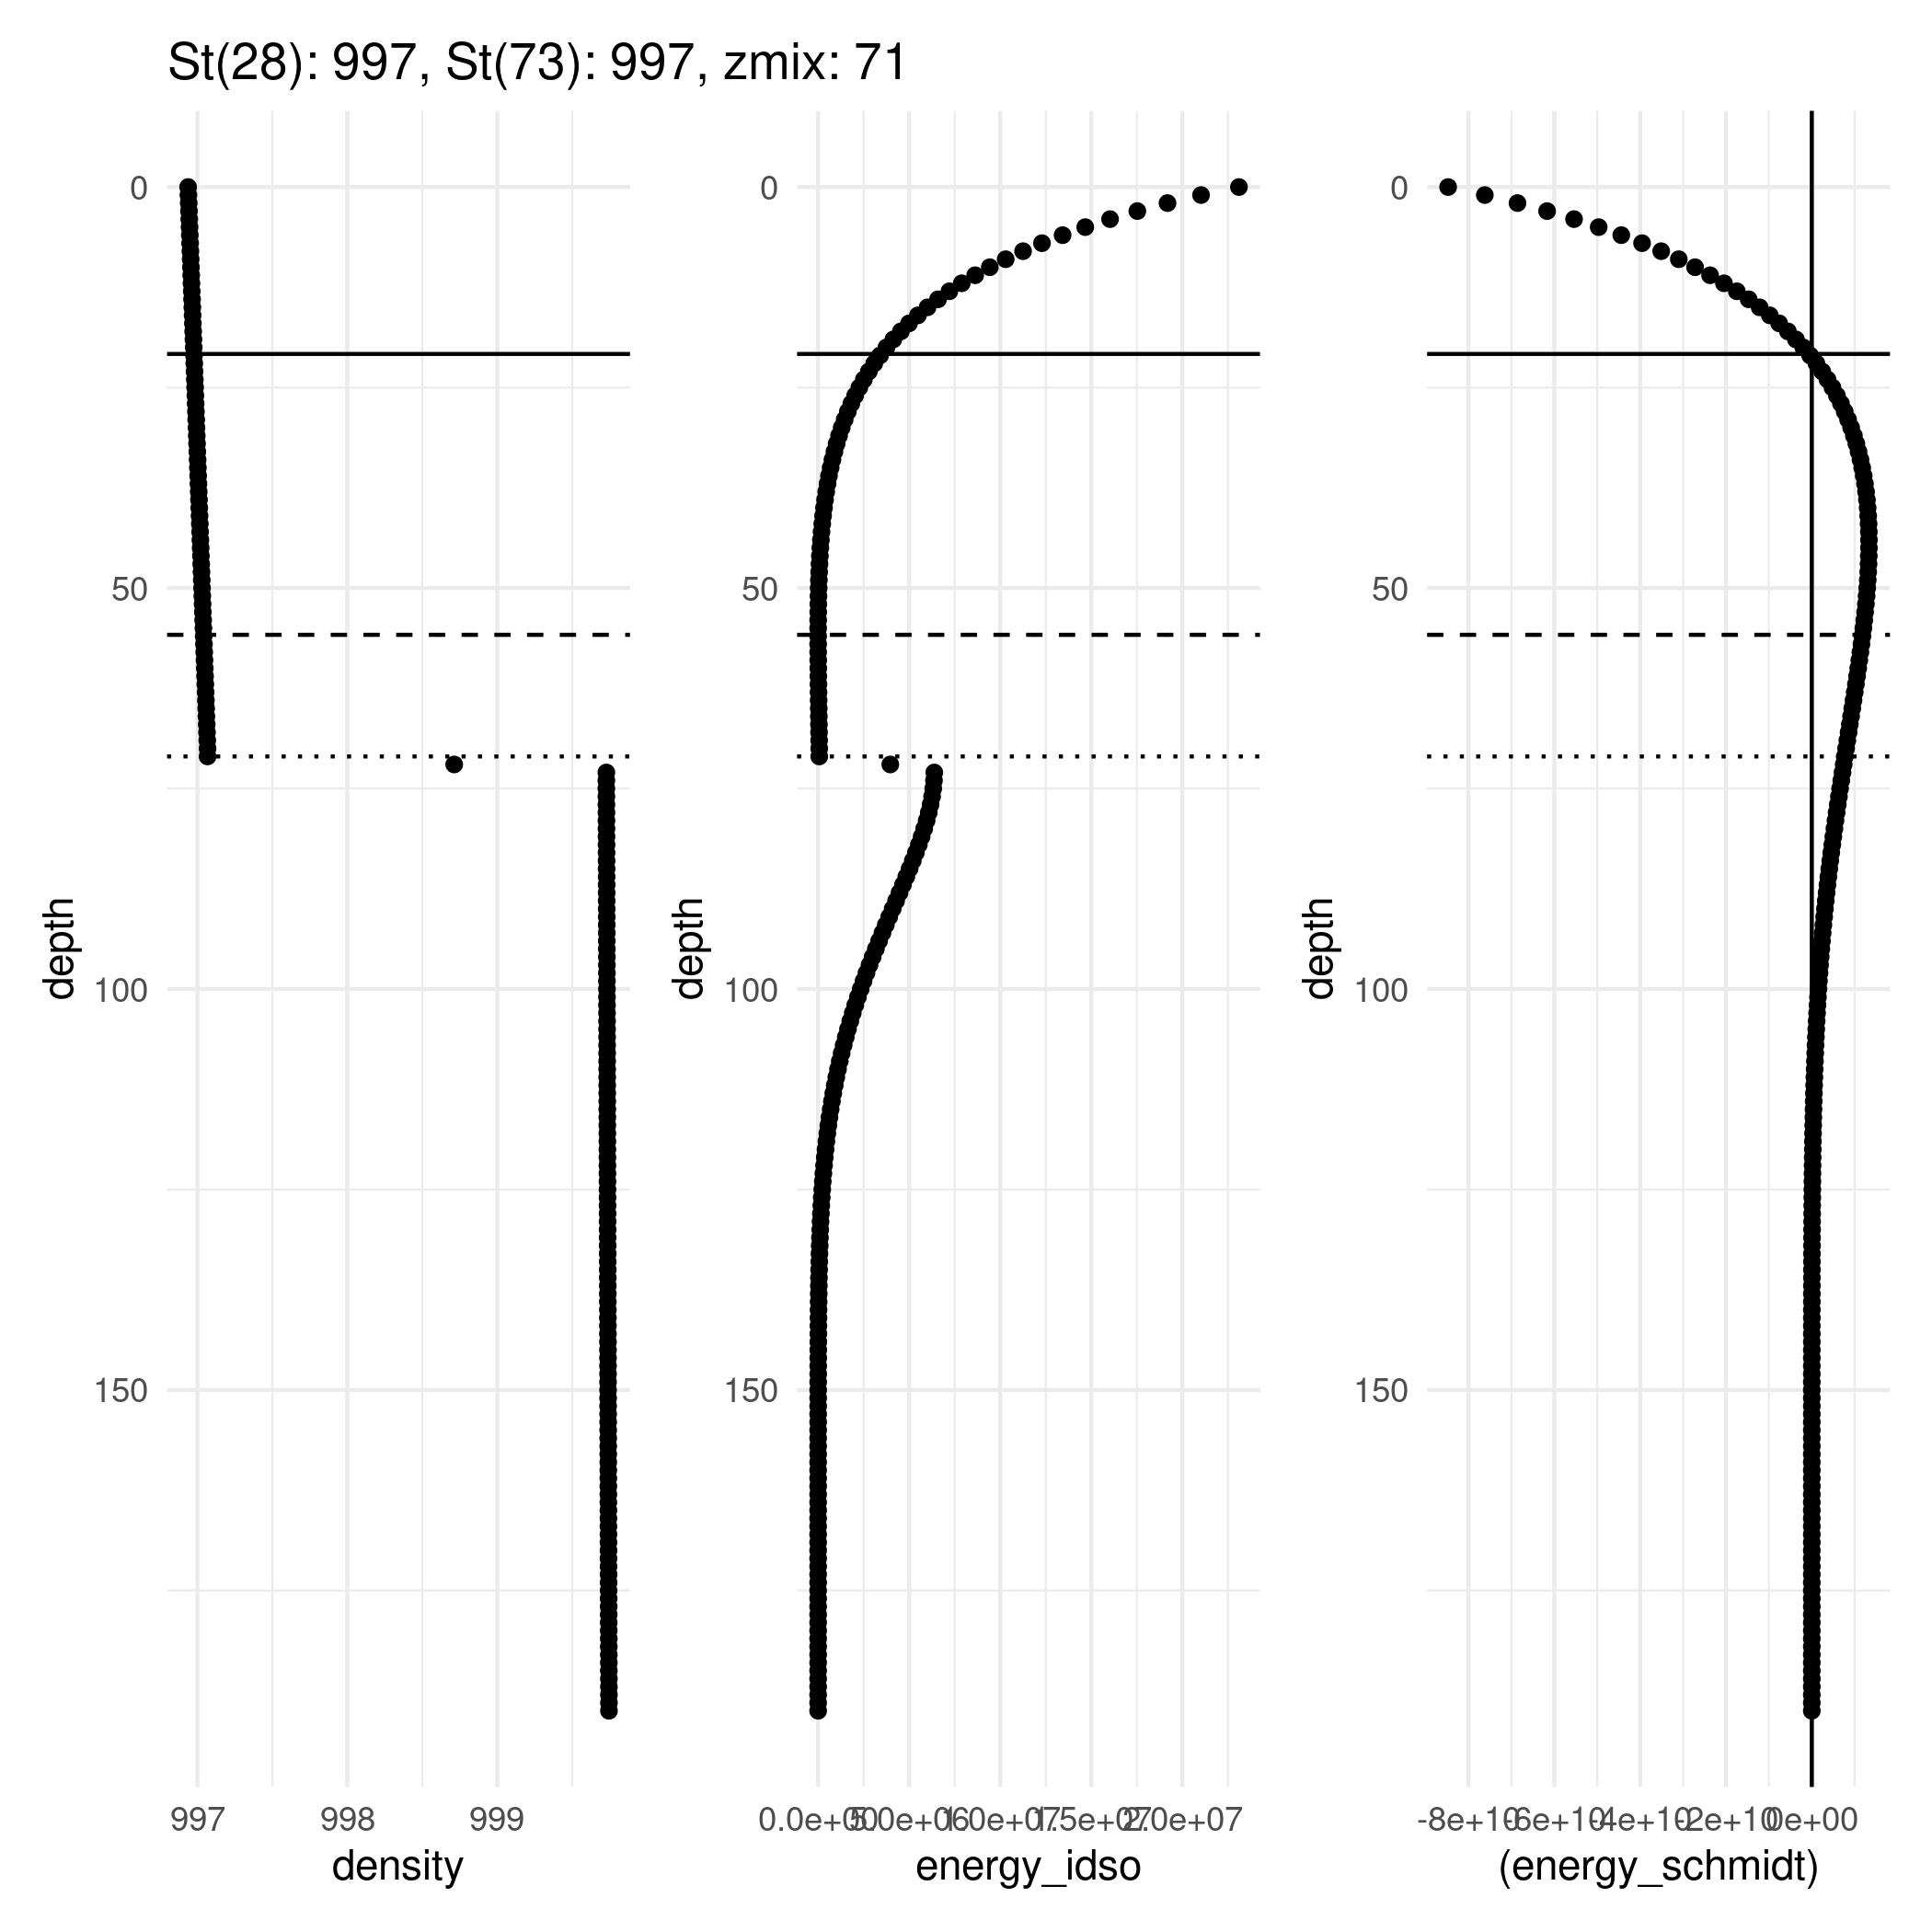 St(28): 997, St(73): 997, zmix: 71
0
50
100
150
depth
997 998 999
density
0
50
100
150
depth
0.0e+00 5.0e+06 1.0e+07 1.5e+07 2.0e+07
energy_idso
0
50
100
150
depth
-8e+10 -6e+10 -4e+10 -2e+10 0e+00
(energy_schmidt)